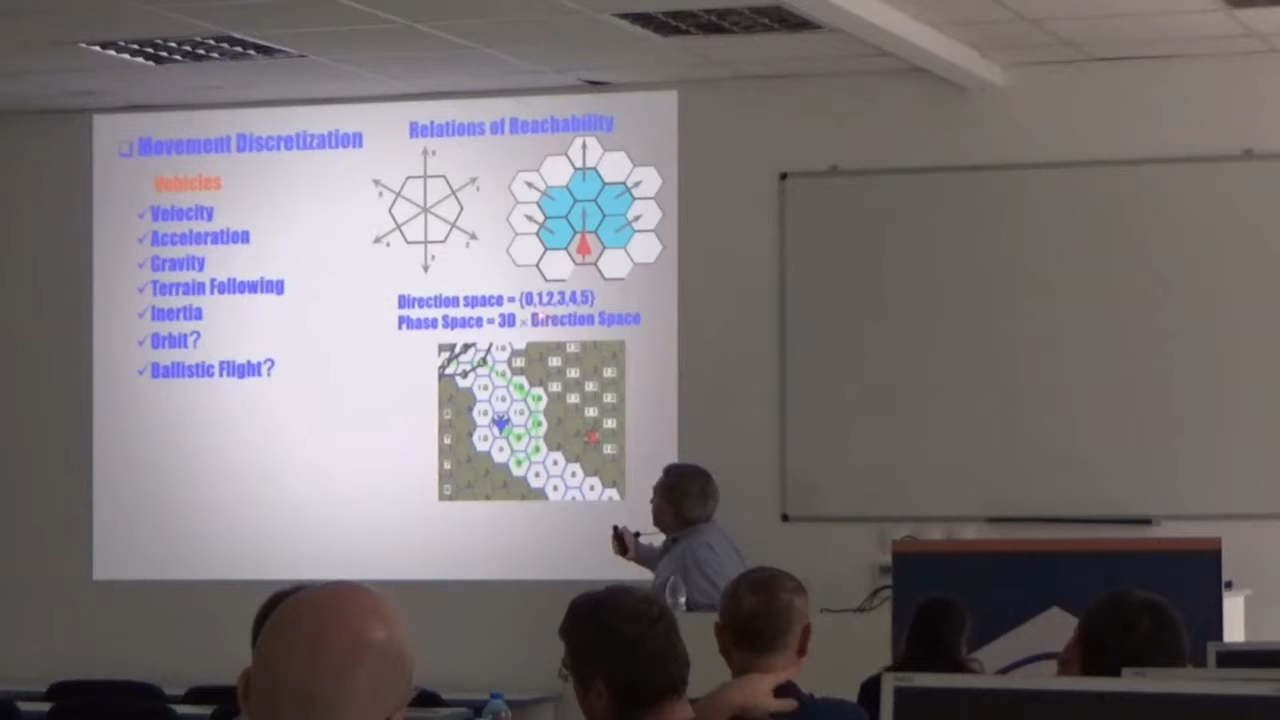 Movement Discretization
Vehicles
Velocity
Acceleration
Gravity
Terrain Following
Inertia
Orbit?
Ballistic Flight?
Relations of Reachability
Direction space = {0,1,2,3,4,5}
Phase Space = 3D × Direction Space